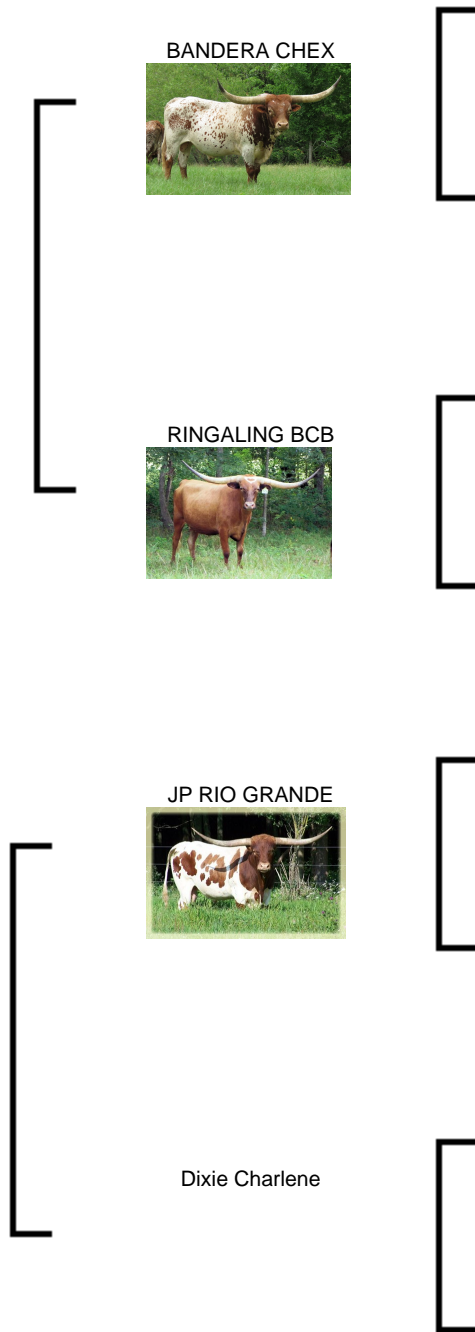 BANDERA CHEX
RINGALING BCB
JP RIO GRANDE
Dixie Charlene